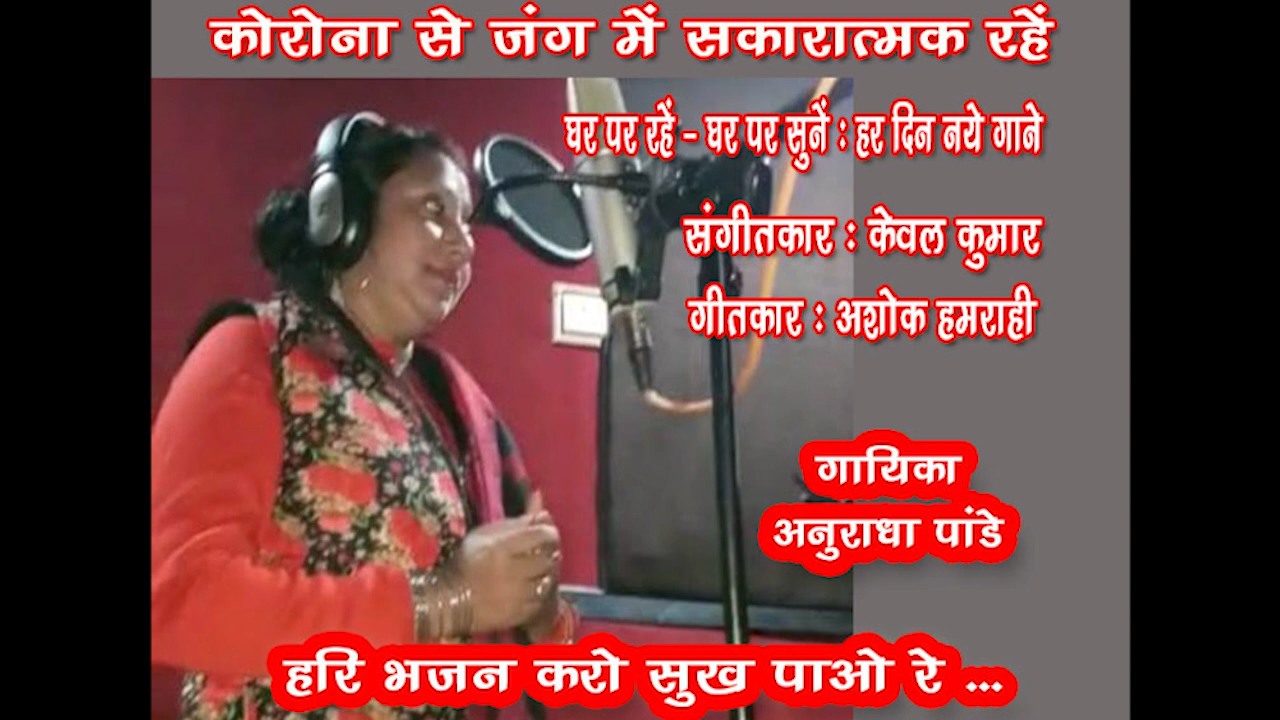 कोरोना से जंग में सकारात्मक रहें
घर पर रहें - घर पर सुनें : हर दिन नये गाने
संगीतकार : केवल कुमार
गीतकार : अशोक हमराही
गायिका
अनुराधा पांडे
हरि भजन करो सुख पाओ रे ...